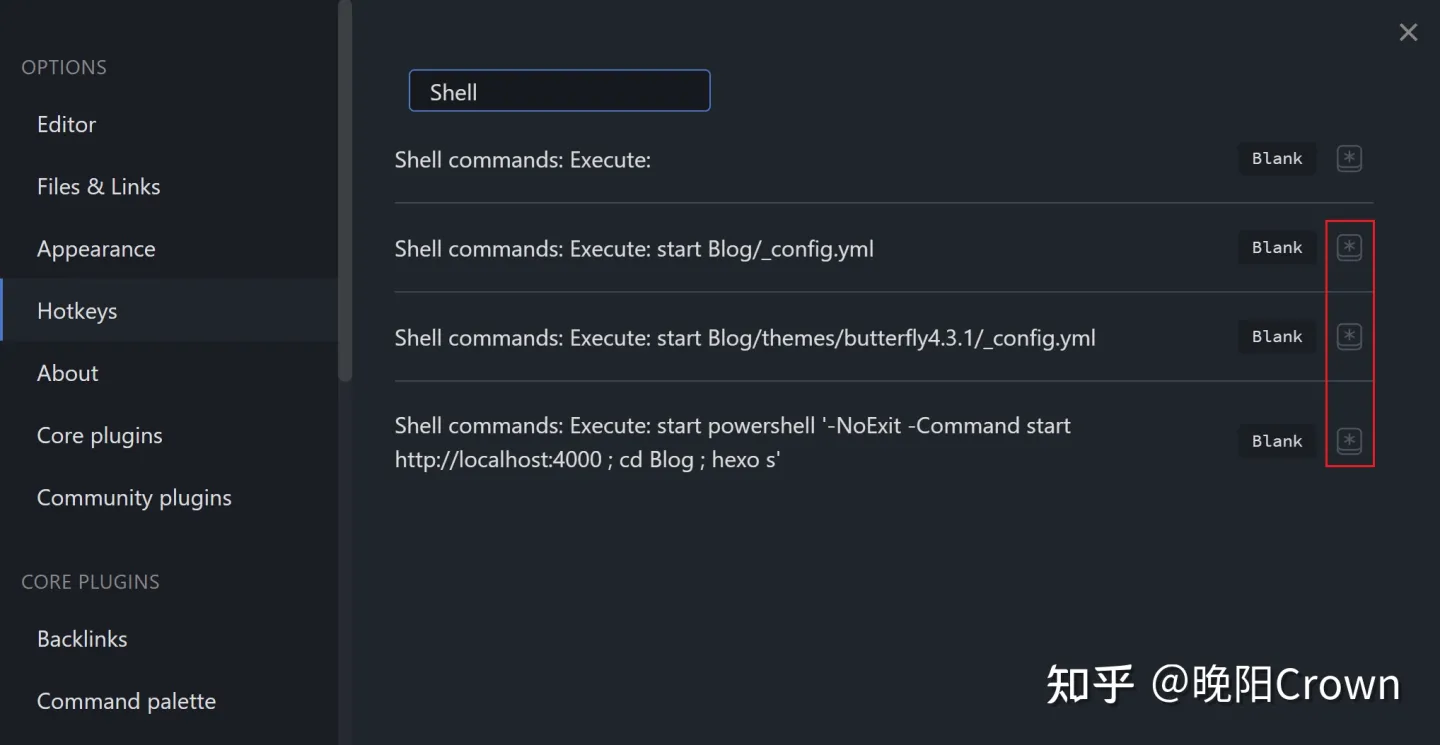 OPTIONS
Editor
Files & Links
Appearance
Hotkeys
About
Core plugins
Community plugins
CORE PLUGINS
Backlinks
Command palette
Shell
Shell commands: Execute:
Blank
Shell commands: Execute: start Blog/_config.yml
Blank
Shell commands: Execute: start Blog/themes/butterfly4.3.1/_config.yml
Blank
Shell commands: Execute: start powershell '-NoExit -Command start
http://localhost:4000 ; cd Blog ; hexo s'
Blank
知乎 @晚阳Crown